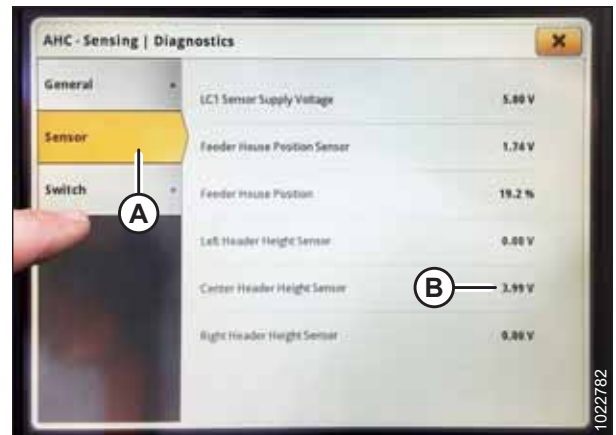 AHC - Sensing | Diagnostics
General
Sensor
Switch
LC1 Sensor Supply Voltage 5.00 V
Feeder House Position Sensor 1.74 V
Feeder House Position 19.2 %
Left Header Height Sensor 0.00 V
Center Header Height Sensor 3.99 V
Right Header Height Sensor 0.00 V
A
B
1022782